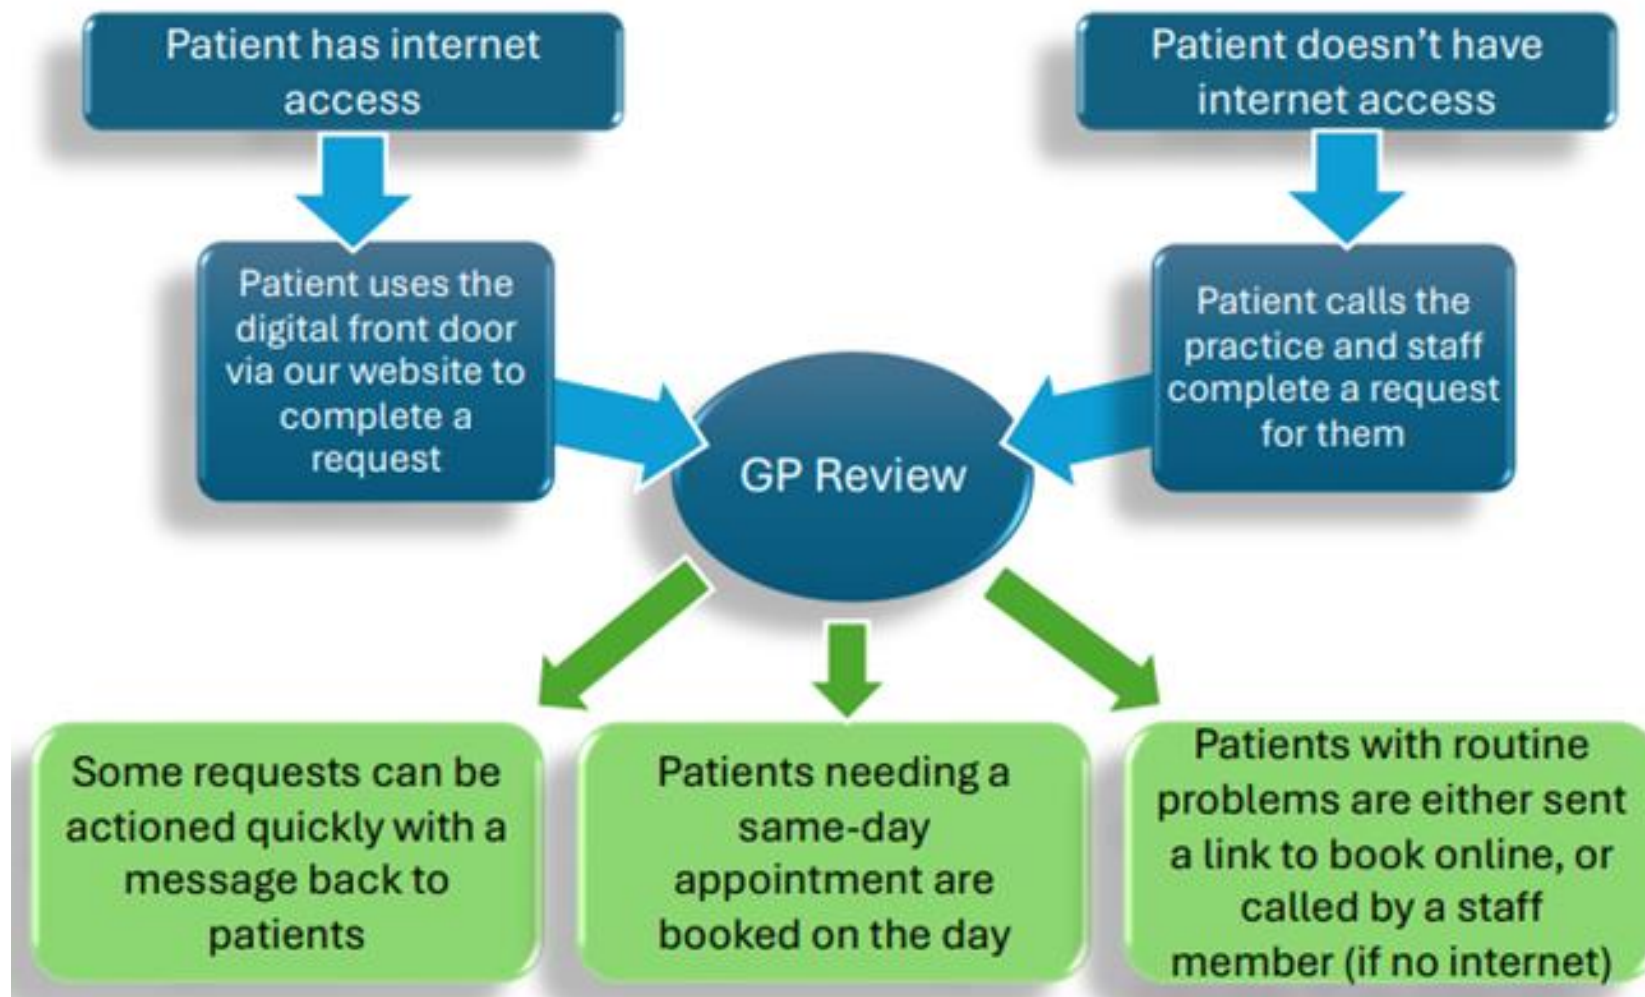 Patient has internet
access
Patient doesn’t have
internet access
Patient uses the
digital front door
via our website to
complete a
request
Patient calls the
practice and staff
complete a request
for them
GP Review
Some requests can be
actioned quickly with a
message back to
patients
Patients needing a
same-day
appointment are
booked on the day
Patients with routine
problems are either sent
a link to book online, or
called by a staff
member (if no internet)